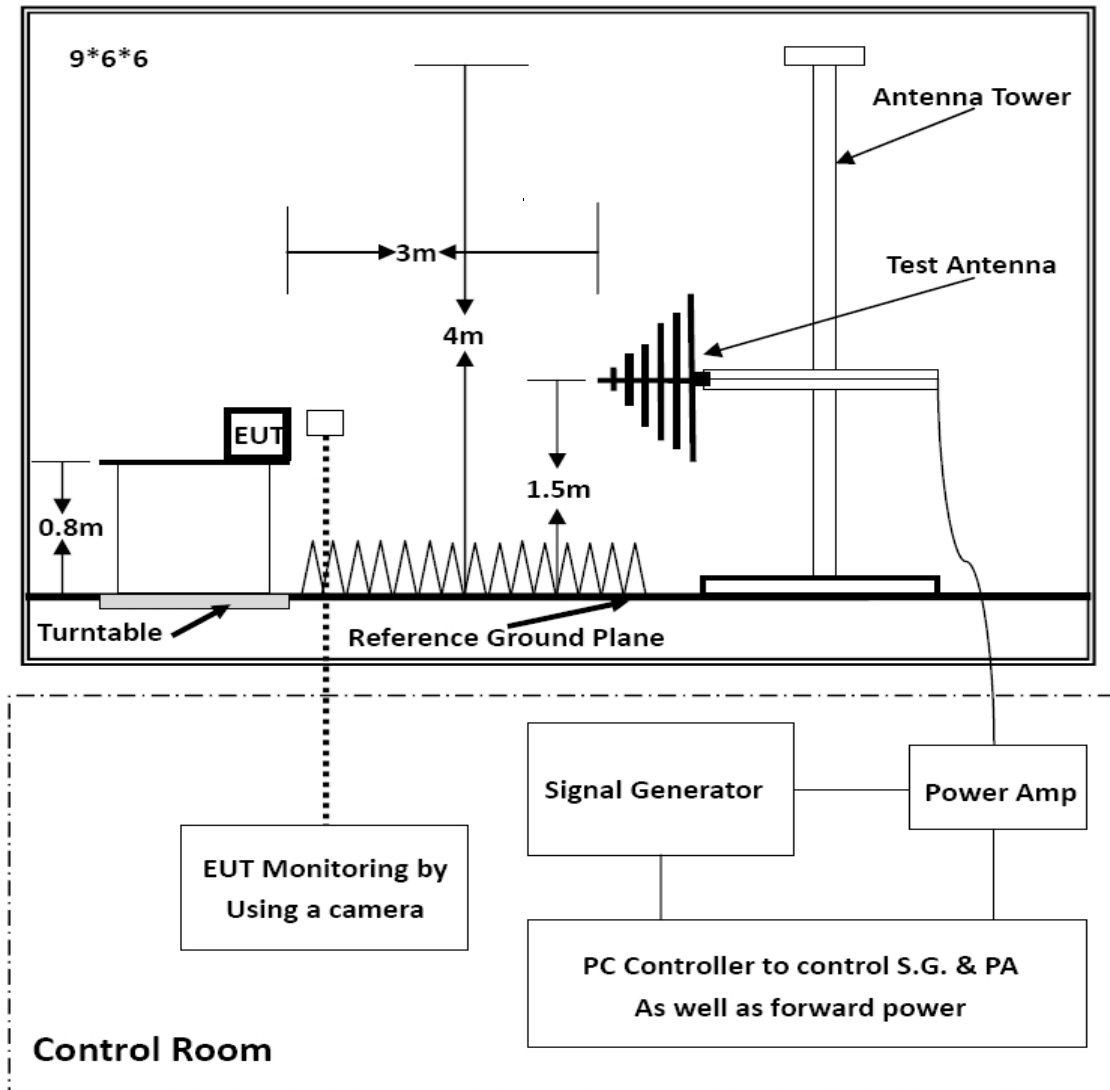 9*6*6
Antenna Tower
3m
Test Antenna
4m
EUT
1.5m
0.8m
Turntable
Reference Ground Plane
Signal Generator
Power Amp
EUT Monitoring by
Using a camera
PC Controller to control S.G. & PA
As well as forward power
Control Room